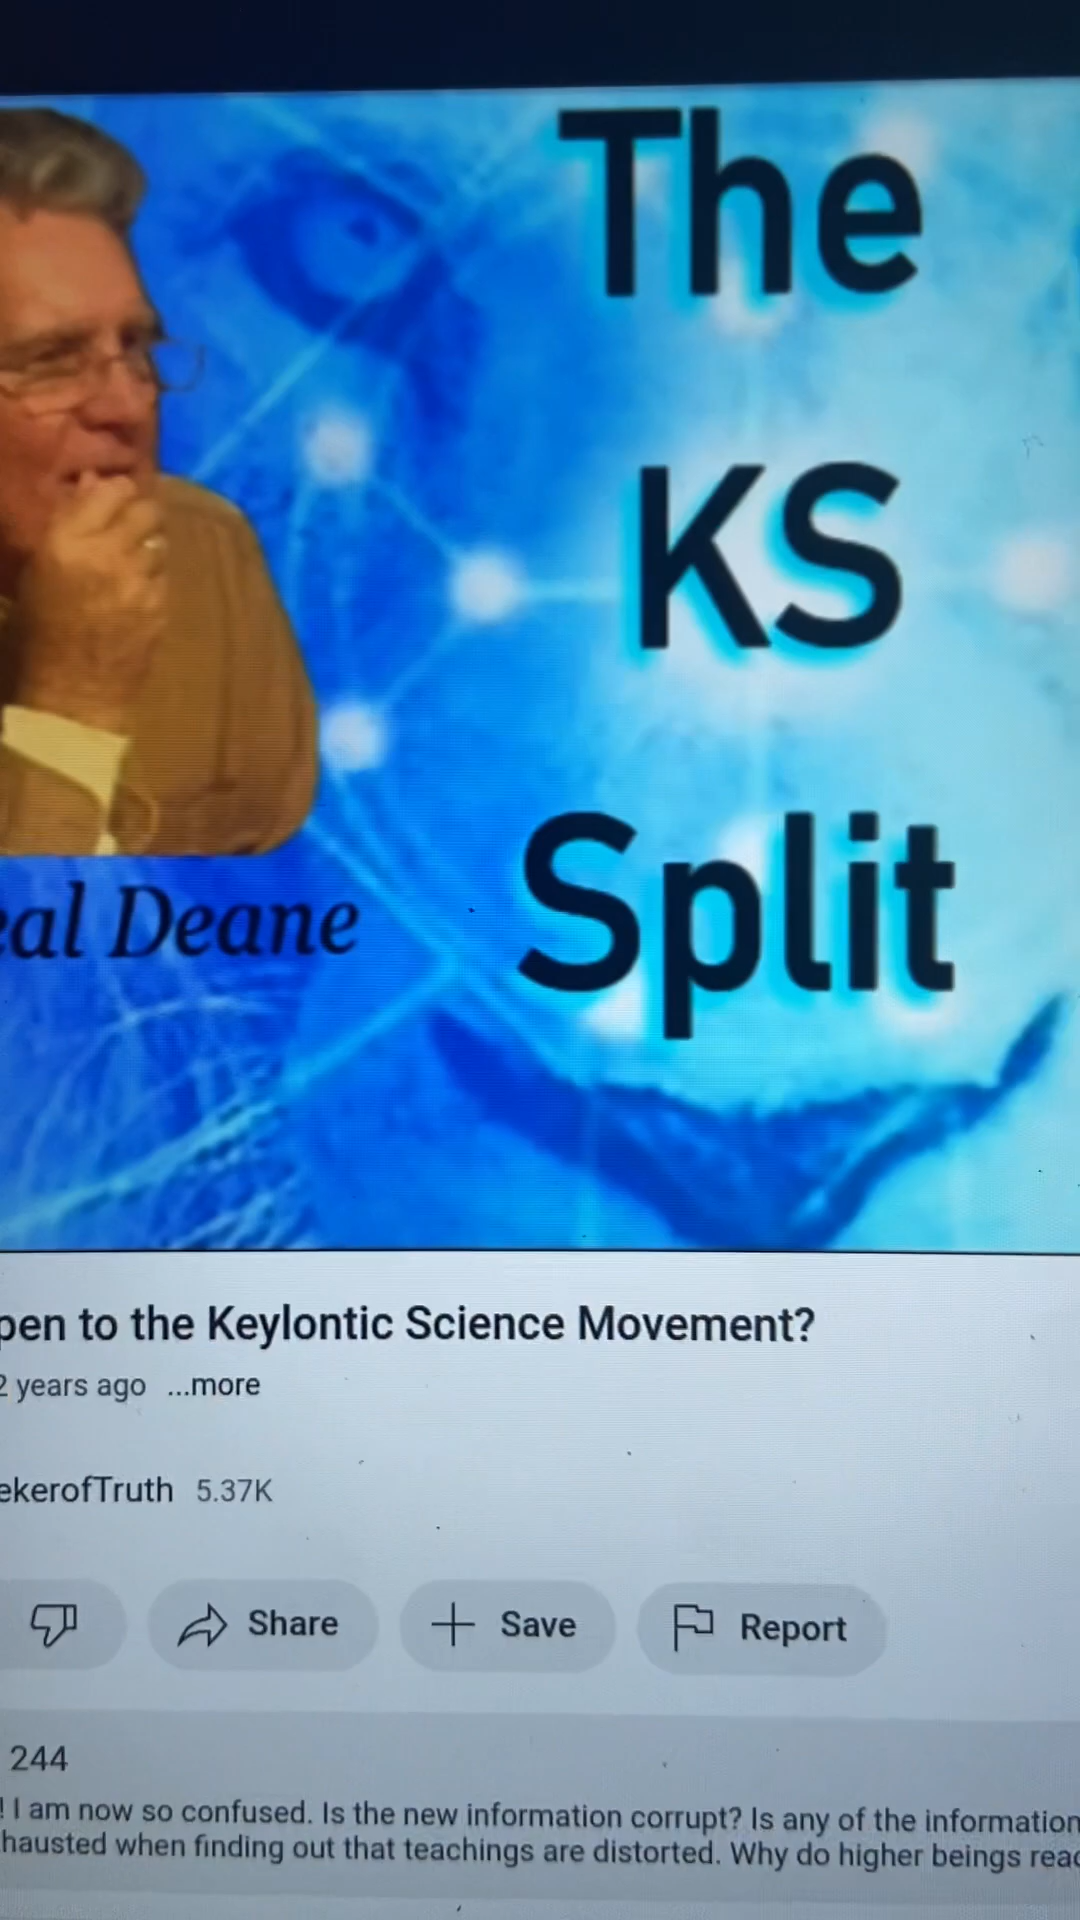 The
KS
Split
eal Deane
pen to the Keylontic Science Movement?
2 years ago ...more
ekerofTruth 5.37K
Share Save Report
244
! I am now so confused. Is the new information corrupt? Is any of the information
hausted when finding out that teachings are distorted. Why do higher beings reac